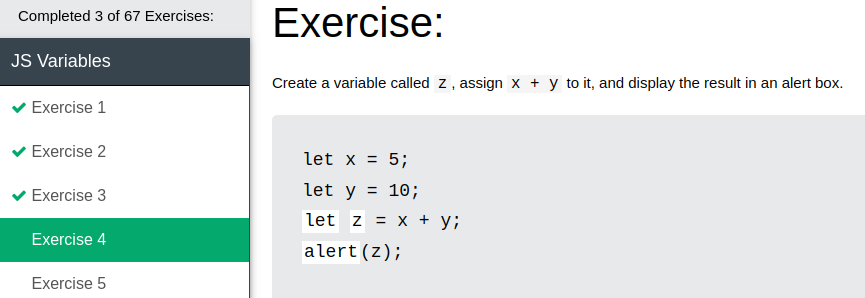 Completed 3 of 67 Exercises:
JS Variables
Exercise 1
Exercise 2
Exercise 3
Exercise 4
Exercise 5
Exercise:
Create a variable called z, assign x + y to it, and display the result in an alert box.
let x = 5;
let y = 10;
let z = x + y;
alert(z);